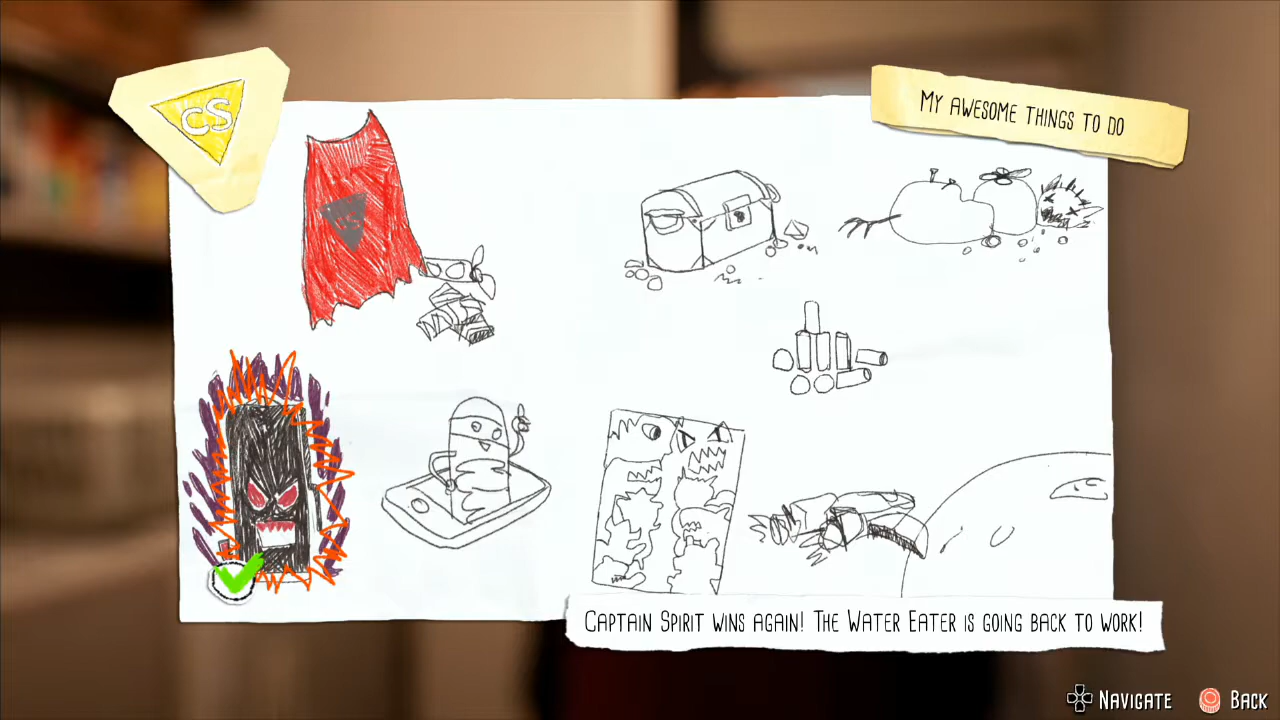 CS
MY AWESOME THINGS TO DO
CAPTAIN SPIRIT WINS AGAIN! THE WATER EATER IS GOING BACK TO WORK!
NAVIGATE
BACK